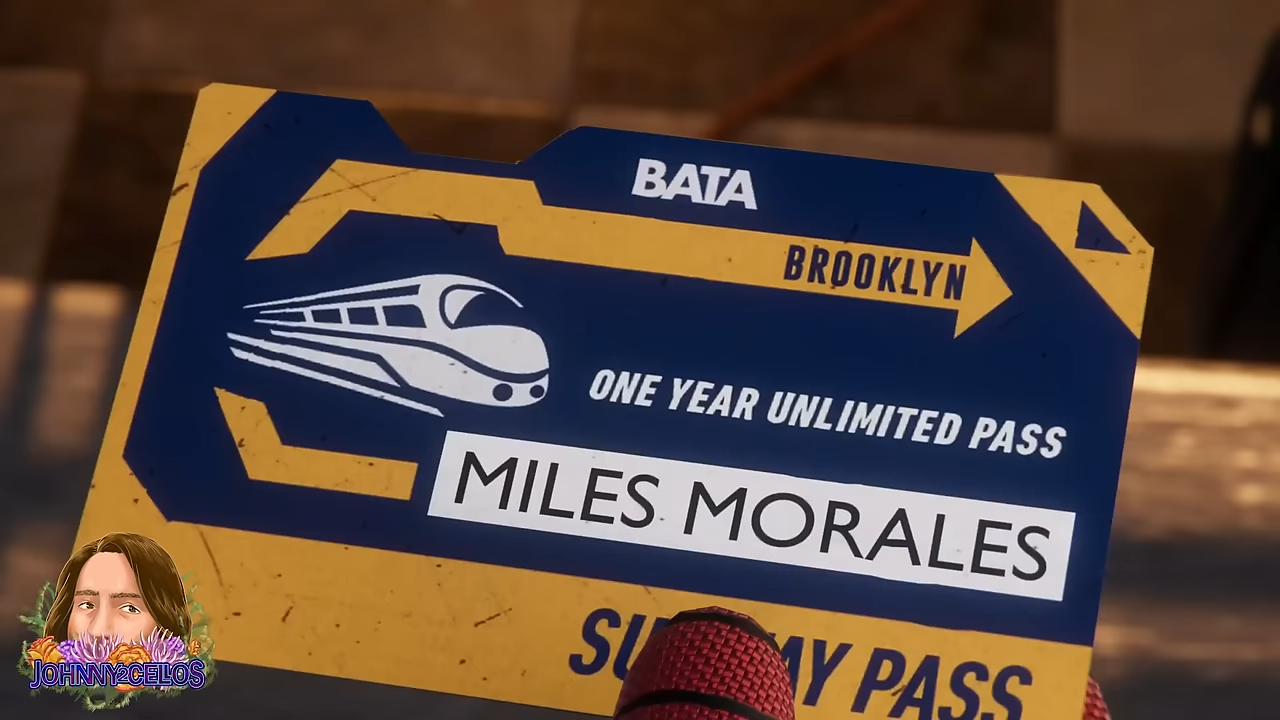 BATA
BROOKLYN
ONE YEAR UNLIMITED PASS
MILES MORALES
PASS
JOHNNY2CELLOS